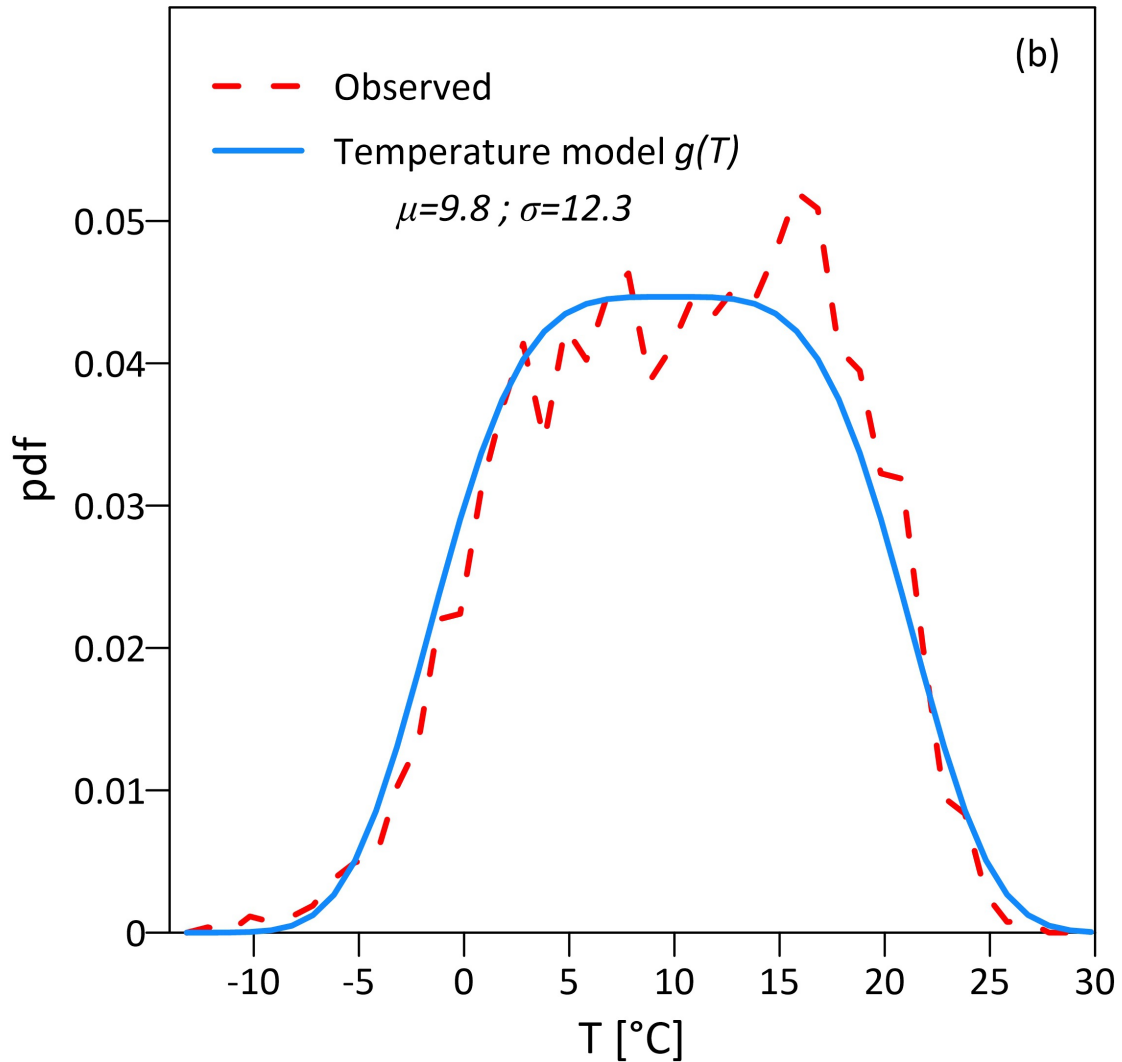 (b)
Observed
Temperature model g(T)
μ=9.8 ; σ=12.3
0.05
0.04
0.03
0.02
0.01
0
pdf
-10 -5 0 5 10 15 20 25 30
T [°C]